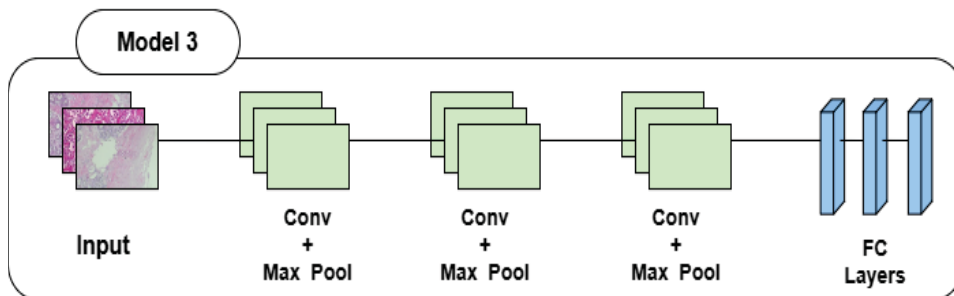 Model 3
Input
Conv
+
Max Pool
Conv
+
Max Pool
Conv
+
Max Pool
FC
Layers